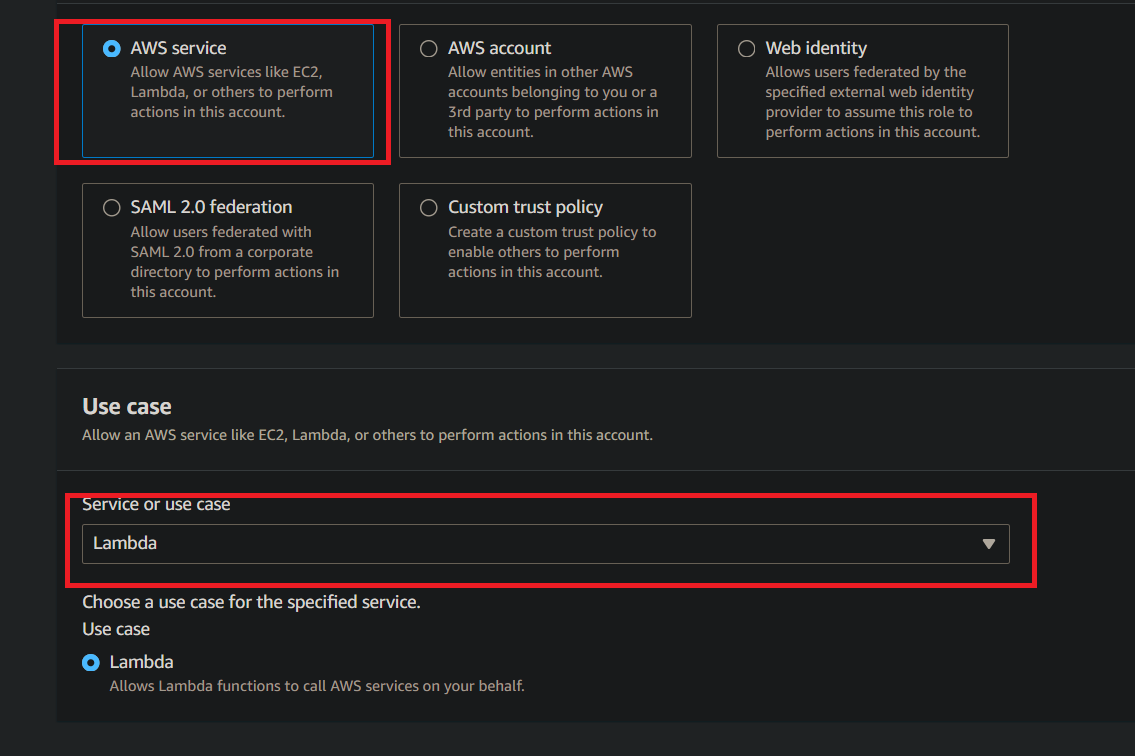 AWS service
Allow AWS services like EC2,
Lambda, or others to perform
actions in this account.
AWS account
Allow entities in other AWS
accounts belonging to you or a
3rd party to perform actions in
this account.
Web identity
Allows users federated by the
specified external web identity
provider to assume this role to
perform actions in this account.
SAML 2.0 federation
Allow users federated with
SAML 2.0 from a corporate
directory to perform actions in
this account.
Custom trust policy
Create a custom trust policy to
enable others to perform
actions in this account.
Use case
Allow an AWS service like EC2, Lambda, or others to perform actions in this account.
Service or use case
Lambda
Choose a use case for the specified service.
Use case
Lambda
Allows Lambda functions to call AWS services on your behalf.